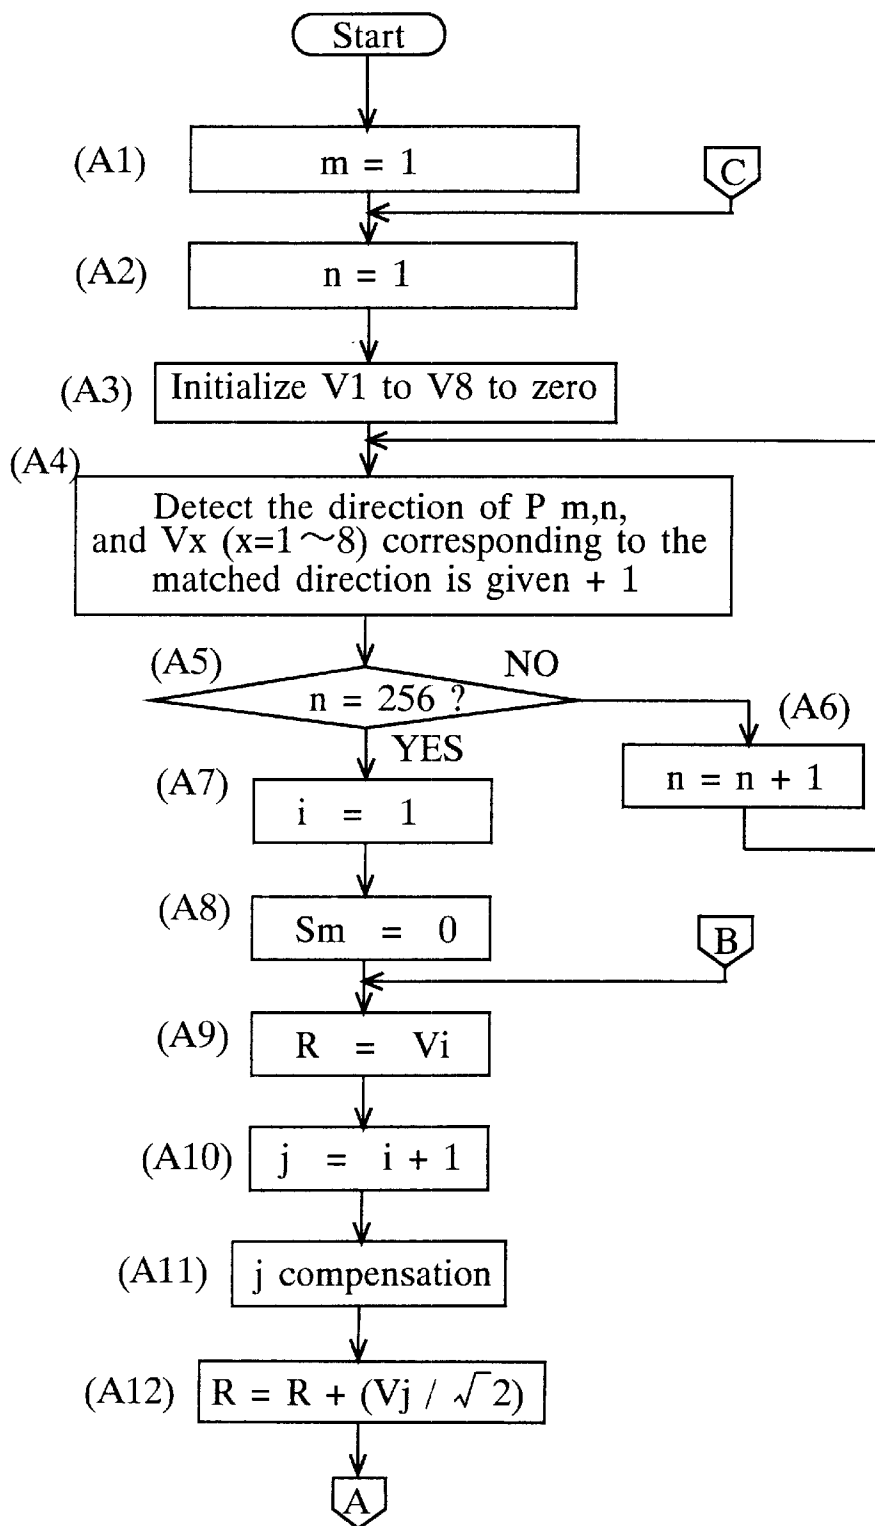 Start
(A1)
m = 1
C
(A2)
n = 1
(A3)
Initialize V1 to V8 to zero
(A4)
Detect the direction of P m,n,
and Vx (x=1～8) corresponding to the
matched direction is given + 1
(A5)
NO
n = 256 ?
(A6)
YES
n = n + 1
(A7)
i = 1
(A8)
Sm = 0
B
(A9)
R = Vi
(A10)
j = i + 1
(A11)
j compensation
(A12)
R = R + (Vj / √2)
A